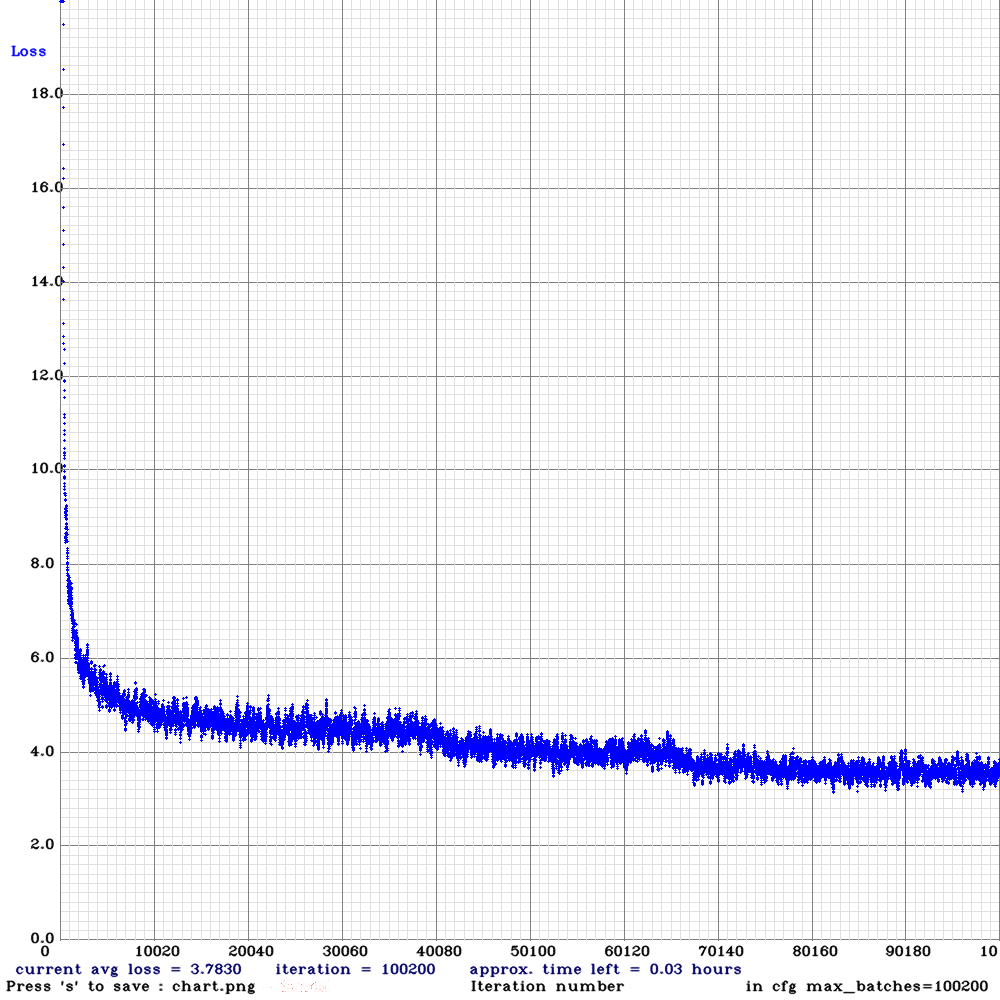 Loss
18.0
16.0
14.0
12.0
10.0
8.0
6.0
4.0
2.0
0.0
0 10020 20040 30060 40080 50100 60120 70140 80160 90180 10
current avg loss = 3.7830 iteration = 100200 approx. time left = 0.03 hours
Press 's' to save : chart.png Iteration number in cfg max_batches=100200